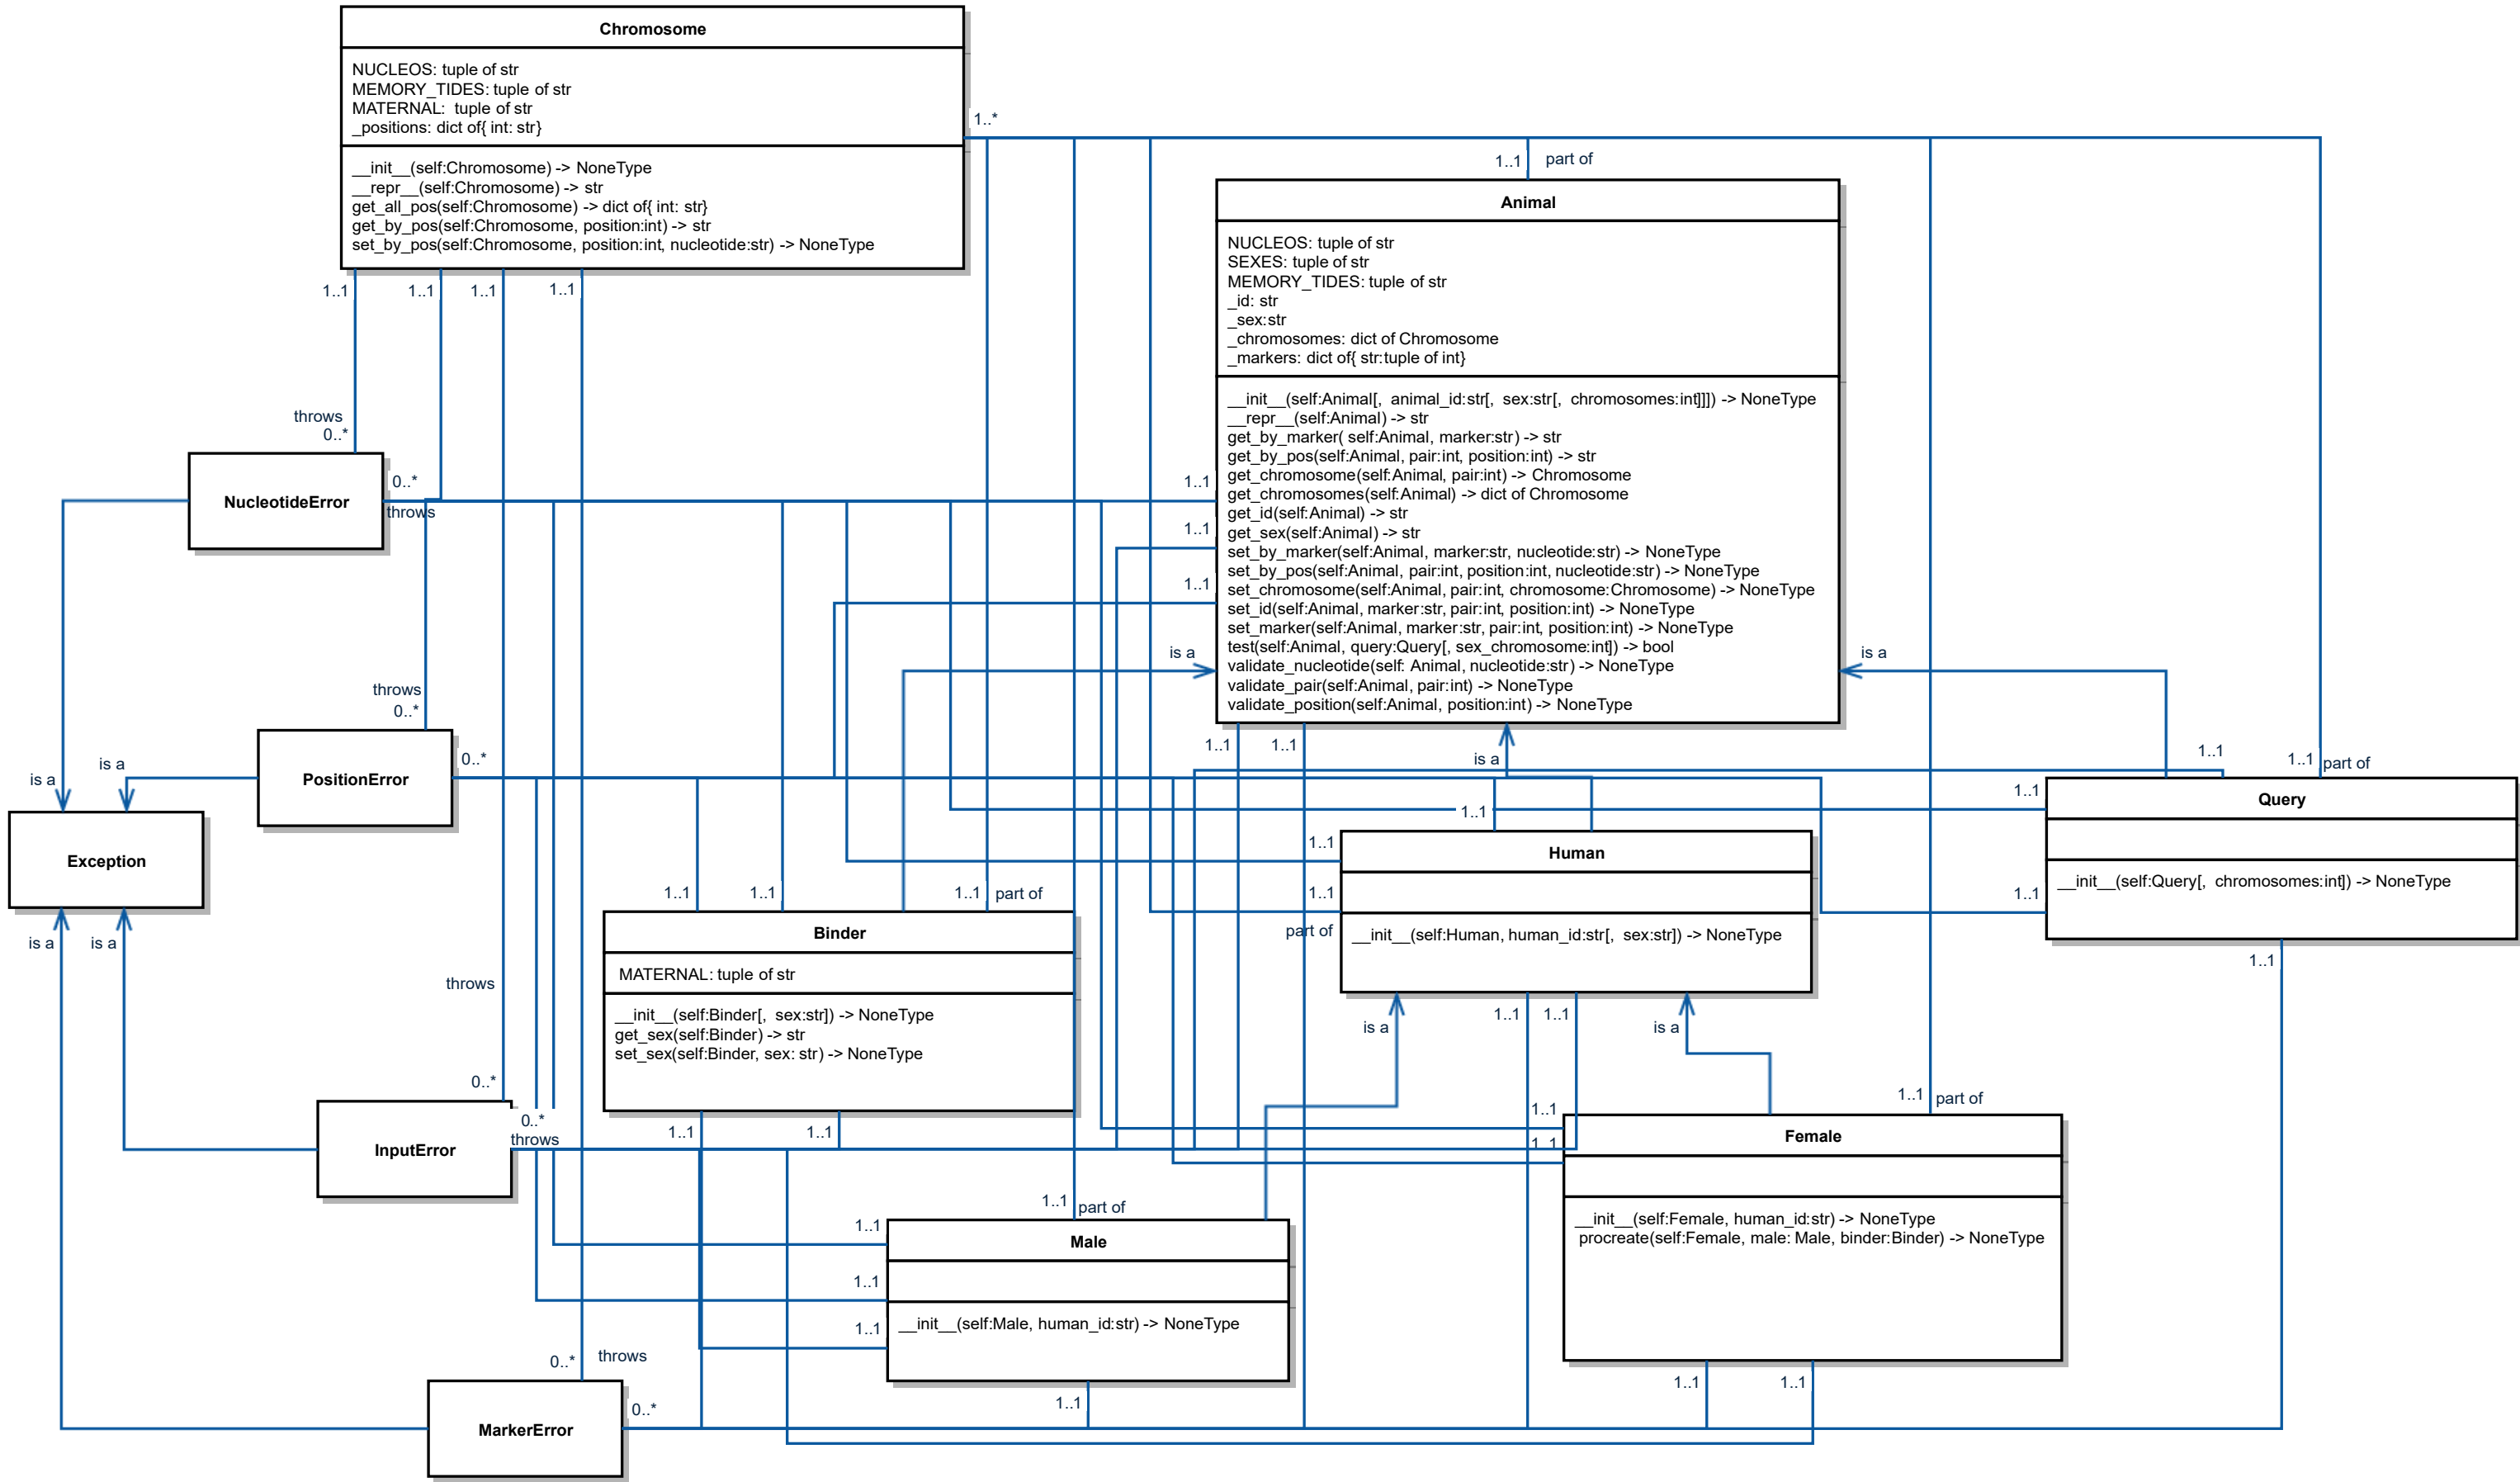 Chromosome
NUCLEOS: tuple of str
MEMORY_TIDES: tuple of str
MATERNAL:  tuple of str
_positions: dict of{ int: str}
__init__(self:Chromosome) -> NoneType
__repr__(self:Chromosome) -> str
get_all_pos(self:Chromosome) -> dict of{ int: str}
get_by_pos(self:Chromosome, position:int) -> str
set_by_pos(self:Chromosome, position:int, nucleotide:str) -> NoneType
1..*
1..1 part of
1..1 1..1 1..1 1..1
Animal
NUCLEOS: tuple of str
SEXES: tuple of str
MEMORY_TIDES: tuple of str
_id: str
_sex:str
_chromosomes: dict of Chromosome
_markers: dict of{ str:tuple of int}
__init__(self:Animal[,  animal_id:str[,  sex:str[,  chromosomes:int]]]) -> NoneType
__repr__(self:Animal) -> str
get_by_marker( self:Animal, marker:str) -> str
get_by_pos(self:Animal, pair:int, position:int) -> str
get_chromosome(self:Animal, pair:int) -> Chromosome
get_chromosomes(self:Animal) -> dict of Chromosome
get_id(self:Animal) -> str
get_sex(self:Animal) -> str
set_by_marker(self:Animal, marker:str, nucleotide:str) -> NoneType
set_by_pos(self:Animal, pair:int, position:int, nucleotide:str) -> NoneType
set_chromosome(self:Animal, pair:int, chromosome:Chromosome) -> NoneType
set_id(self:Animal, marker:str, pair:int, position:int) -> NoneType
set_marker(self:Animal, marker:str, pair:int, position:int) -> NoneType
test(self:Animal, query:Query[, sex_chromosome:int]) -> bool
validate_nucleotide(self: Animal, nucleotide:str) -> NoneType
validate_pair(self:Animal, pair:int) -> NoneType
validate_position(self:Animal, position:int) -> NoneType
throws
0..*
NucleotideError
0..*
throws
1..1
1..1
1..1
is a
is a
throws
0..*
PositionError
0..*
is a
is a
1..1 1..1
is a
1..1
1..1 part of
Exception
is a
is a
Query
__init__(self:Query[,  chromosomes:int]) -> NoneType
1..1
1..1
1..1
1..1
Human
__init__(self:Human, human_id:str[,  sex:str]) -> NoneType
1..1
1..1
part of
1..1 1..1
is a
is a
1..1 1..1 1..1 part of
Binder
MATERNAL: tuple of str
__init__(self:Binder[,  sex:str]) -> NoneType
get_sex(self:Binder) -> str
set_sex(self:Binder, sex: str) -> NoneType
1..1 1..1
throws
0..*
InputError
0..*
throws
1..1
1..1
1..1 part of
Female
__init__(self:Female, human_id:str) -> NoneType
procreate(self:Female, male: Male, binder:Binder) -> NoneType
1..1 1..1
1..1 part of
Male
__init__(self:Male, human_id:str) -> NoneType
1..1
1..1
1..1
1..1
0..* throws
MarkerError
0..*